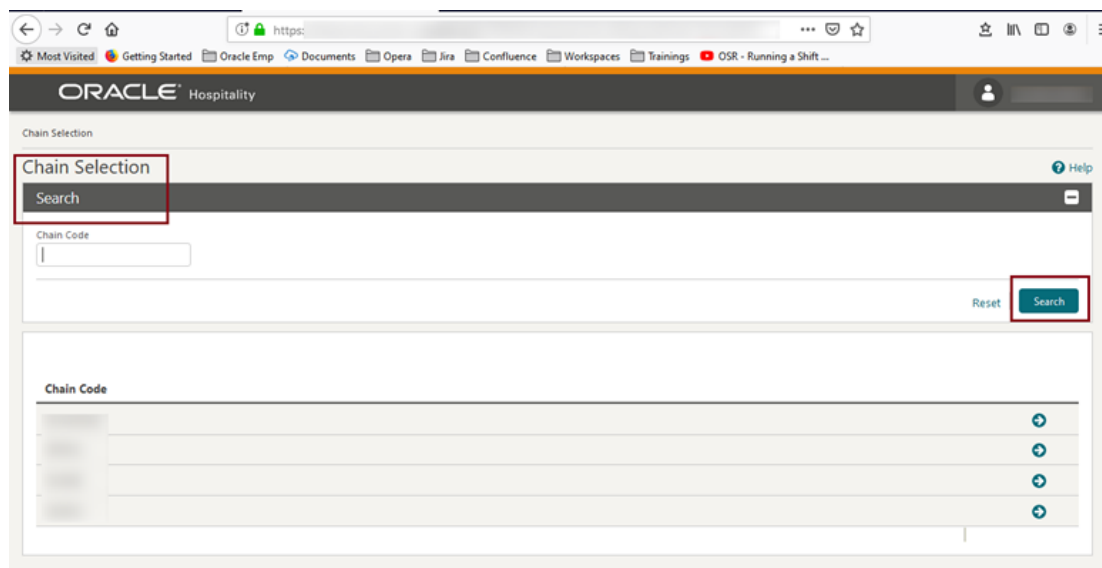 https:
Most Visited Getting Started Oracle Emp Documents Opera Jira Confluence Workspaces Trainings OSR - Running a Shift ...
ORACLE Hospitality
Chain Selection
Chain Selection
Help
Search
Chain Code
Reset Search
Chain Code